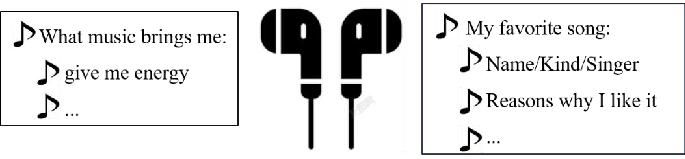 What music brings me:
give me energy
...
My favorite song:
Name/Kind/Singer
Reasons why I like it
...